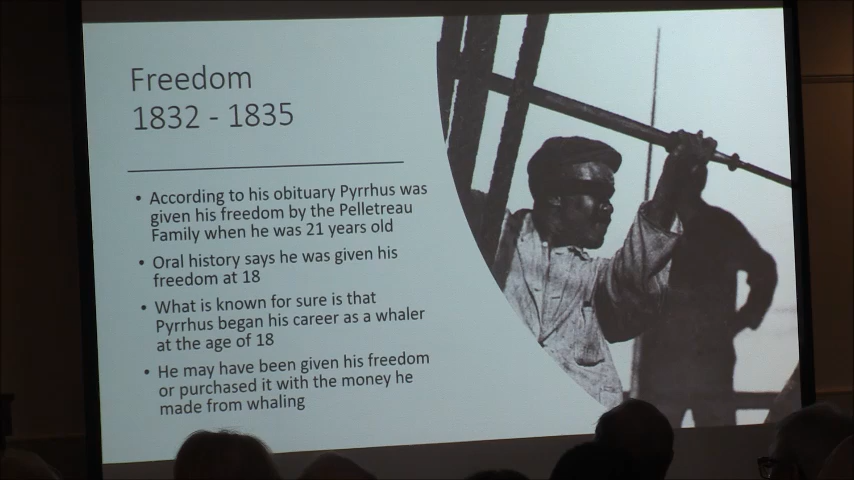 Freedom
1832 - 1835
• According to his obituary Pyrrhus was
given his freedom by the Pelletreau
Family when he was 21 years old
• Oral history says he was given his
freedom at 18
• What is known for sure is that
Pyrrhus began his career as a whaler
at the age of 18
• He may have been given his freedom
or purchased it with the money he
made from whaling